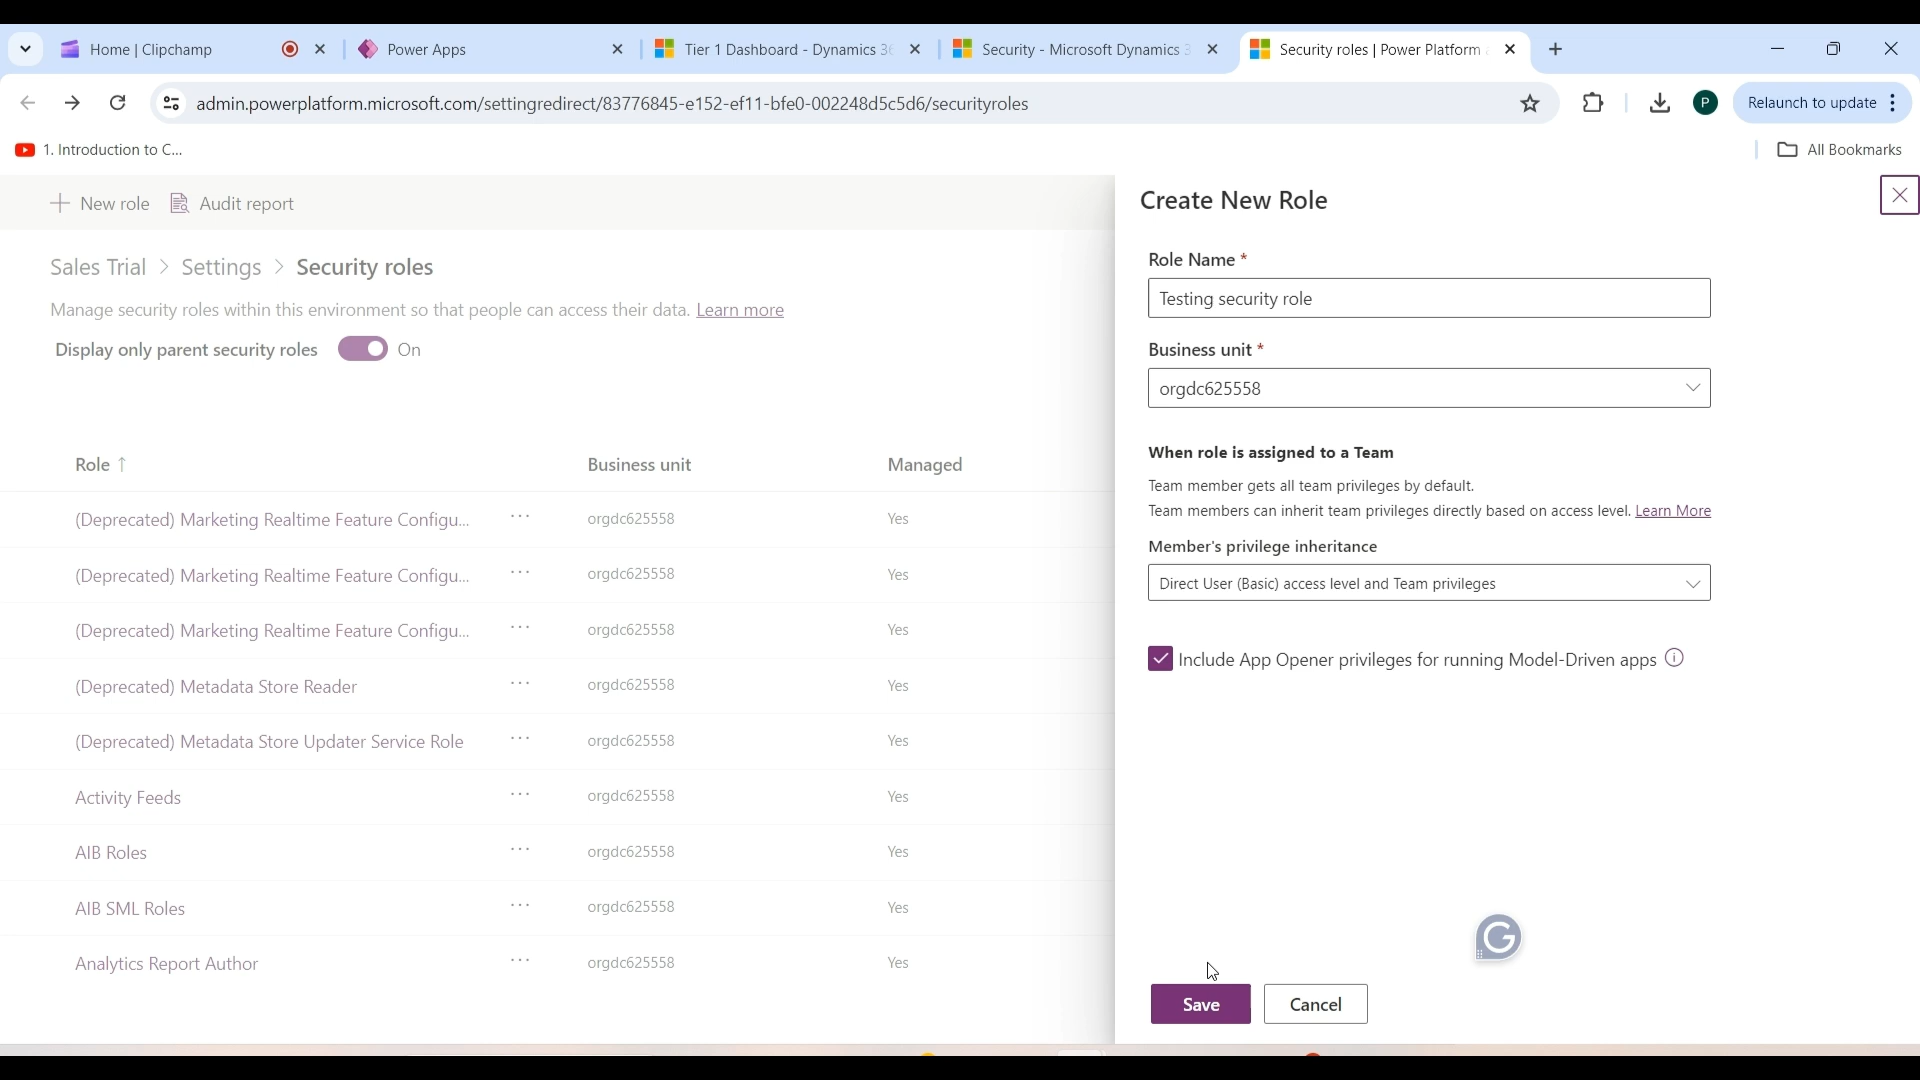 Home | Clipchamp
Power Apps
Tier 1 Dashboard - Dynamics 36
Security - Microsoft Dynamics 3
Security roles | Power Platform
admin.powerplatform.microsoft.com/settingredirect/83776845-e152-ef11-bfe0-002248d5c5d6/securityroles
P
Relaunch to update
1. Introduction to C...
All Bookmarks
New role
Audit report
Sales Trial > Settings > Security roles
Manage security roles within this environment so that people can access their data. Learn more
Display only parent security roles
On
Role ↑
Business unit
Managed
(Deprecated) Marketing Realtime Feature Configu...
orgdc625558
Yes
(Deprecated) Marketing Realtime Feature Configu...
orgdc625558
Yes
(Deprecated) Marketing Realtime Feature Configu...
orgdc625558
Yes
(Deprecated) Metadata Store Reader
orgdc625558
Yes
(Deprecated) Metadata Store Updater Service Role
orgdc625558
Yes
Activity Feeds
orgdc625558
Yes
AIB Roles
orgdc625558
Yes
AIB SML Roles
orgdc625558
Yes
Analytics Report Author
orgdc625558
Yes
Create New Role
Role Name *
Testing security role
Business unit *
orgdc625558
When role is assigned to a Team
Team member gets all team privileges by default.
Team members can inherit team privileges directly based on access level. Learn More
Member's privilege inheritance
Direct User (Basic) access level and Team privileges
Include App Opener privileges for running Model-Driven apps
Save
Cancel